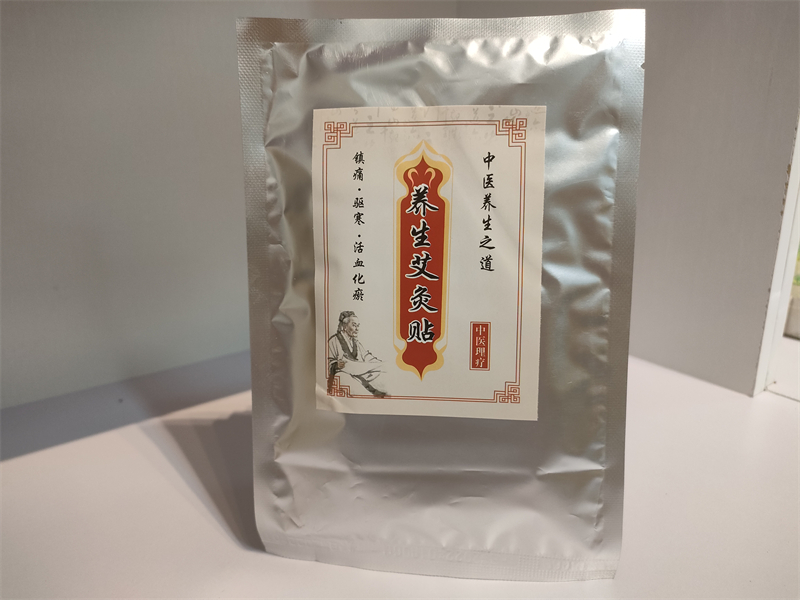 中医养生之道
养生艾灸贴
镇痛·驱寒·活血化瘀
中医理疗